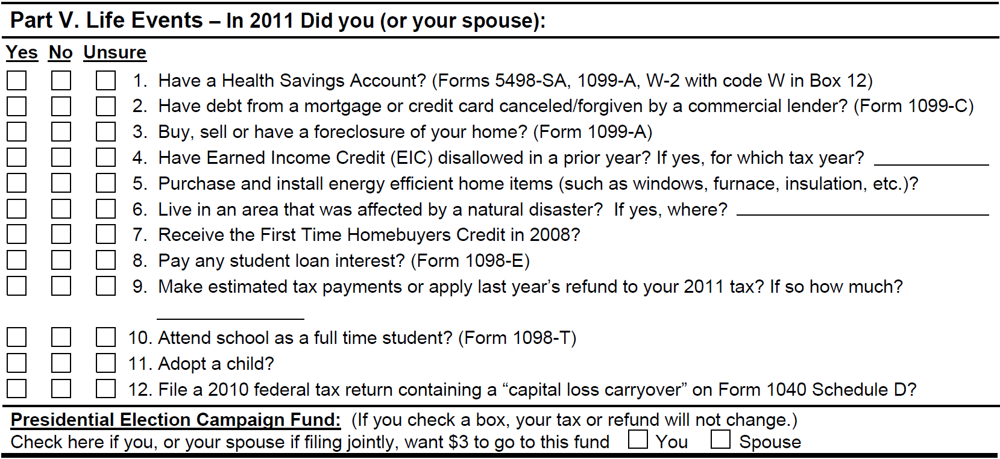 Part V. Life Events – In 2011 Did you (or your spouse):
Yes No Unsure
1. Have a Health Savings Account? (Forms 5498-SA, 1099-A, W-2 with code W in Box 12)
2. Have debt from a mortgage or credit card canceled/forgiven by a commercial lender? (Form 1099-C)
3. Buy, sell or have a foreclosure of your home? (Form 1099-A)
4. Have Earned Income Credit (EIC) disallowed in a prior year? If yes, for which tax year?
5. Purchase and install energy efficient home items (such as windows, furnace, insulation, etc.)?
6. Live in an area that was affected by a natural disaster? If yes, where?
7. Receive the First Time Homebuyers Credit in 2008?
8. Pay any student loan interest? (Form 1098-E)
9. Make estimated tax payments or apply last year’s refund to your 2011 tax? If so how much?
10. Attend school as a full time student? (Form 1098-T)
11. Adopt a child?
12. File a 2010 federal tax return containing a “capital loss carryover” on Form 1040 Schedule D?
Presidential Election Campaign Fund: (If you check a box, your tax or refund will not change.)
Check here if you, or your spouse if filing jointly, want $3 to go to this fund You Spouse